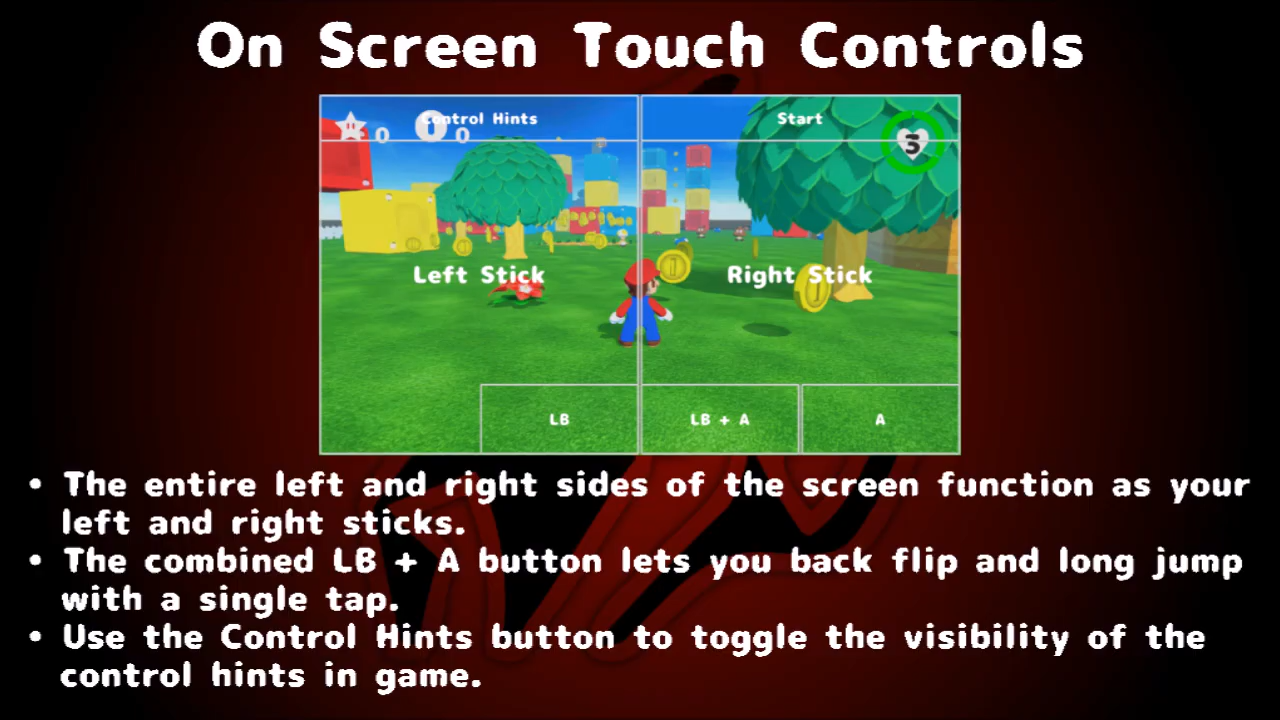 On Screen Touch Controls
0 0 Control Hints Start 3
Left Stick Right Stick
LB LB + A A
• The entire left and right sides of the screen function as your
left and right sticks.
• The combined LB + A button lets you back flip and long jump
with a single tap.
• Use the Control Hints button to toggle the visibility of the
control hints in game.